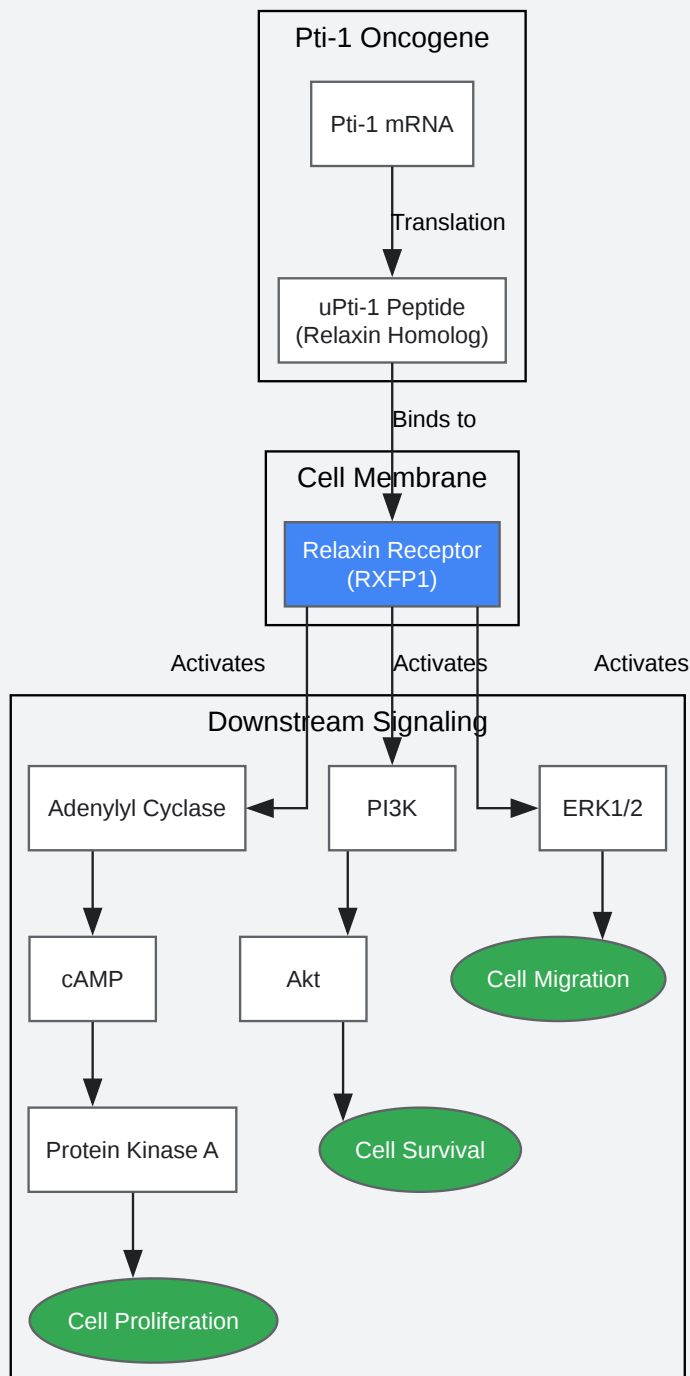 Pti-1 Oncogene
Pti-1 mRNA
Translation
uPti-1 Peptide
(Relaxin Homolog)
Binds to
Cell Membrane
Relaxin Receptor
(RXFP1)
Activates
Activates
Activates
Downstream Signaling
Adenylyl Cyclase
PI3K
ERK1/2
cAMP
Akt
Cell Migration
Protein Kinase A
Cell Survival
Cell Proliferation